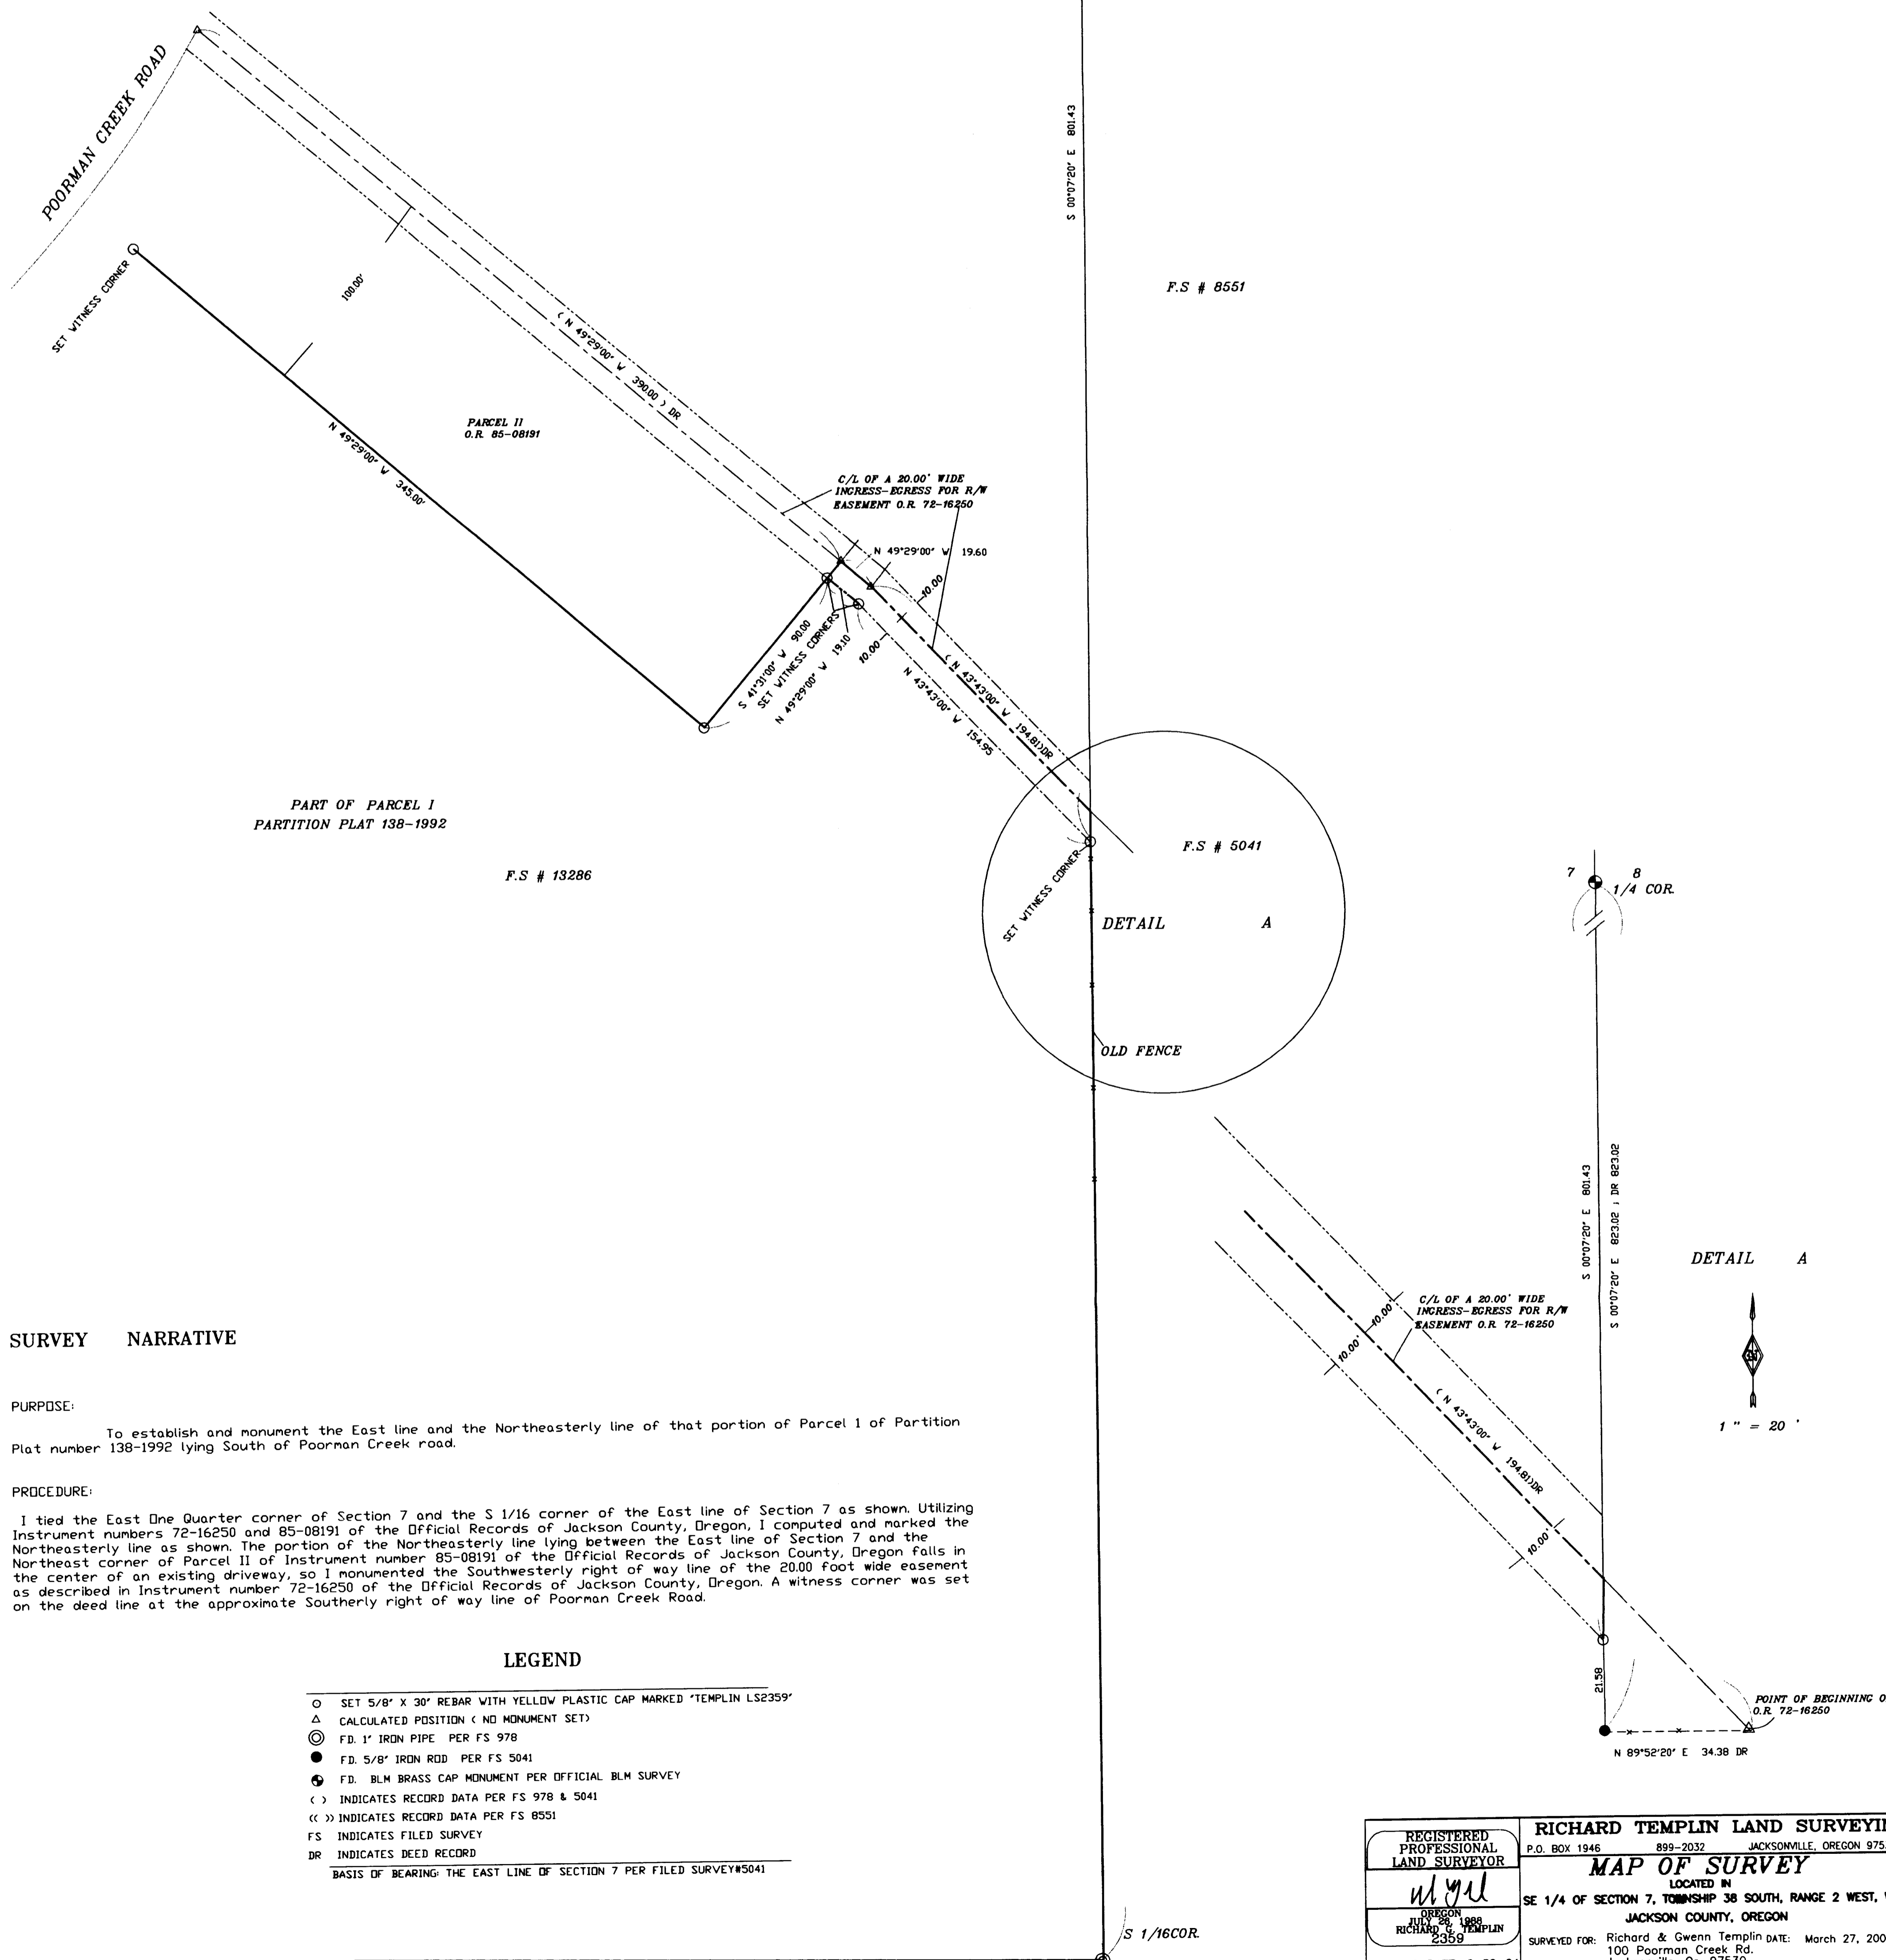 POORMAN CREEK ROAD
S 00°07'20" E 801.43
F.S # 8551
SET WITNESS CORNER
100.00'
( N 49°29'00" W 390.00 ) DR
PARCEL II
O.R. 85-08191
N 49°29'00" W 345.00'
C/L OF A 20.00' WIDE
INGRESS-EGRESS FOR R/W
EASEMENT O.R. 72-16250
N 49°29'00" W 19.60
10.00
S 41°31'00" W 90.00
SET WITNESS CORNERS
N 49°29'00" W 19.10
10.00
N 43°43'00" W 154.95
( N 43°43'00" W 194.81)DR
PART OF PARCEL I
PARTITION PLAT 138-1992
F.S # 13286
F.S # 5041
SET WITNESS CORNER
DETAIL A
OLD FENCE
7 8
1/4 COR.
S 00°07'20" E 801.43
S 00°07'20" E 823.02 ; DR 823.02
DETAIL A
1 " = 20 '
C/L OF A 20.00' WIDE
INGRESS-EGRESS FOR R/W
EASEMENT O.R. 72-16250
10.00'
10.00'
( N 43°43'00" W 194.81)DR
10.00'
21.58
POINT OF BEGINNING
O.R. 72-16250
N 89°52'20" E 34.38 DR
SURVEY NARRATIVE
PURPOSE:
To establish and monument the East line and the Northeasterly line of that portion of Parcel 1 of Partition
Plat number 138-1992 lying South of Poorman Creek road.
PROCEDURE:
I tied the East One Quarter corner of Section 7 and the S 1/16 corner of the East line of Section 7 as shown. Utilizing
Instrument numbers 72-16250 and 85-08191 of the Official Records of Jackson County, Oregon, I computed and marked the
Northeasterly line as shown. The portion of the Northeasterly line lying between the East line of Section 7 and the
Northeast corner of Parcel II of Instrument number 85-08191 of the Official Records of Jackson County, Oregon falls in
the center of an existing driveway, so I monumented the Southwesterly right of way line of the 20.00 foot wide easement
as described in Instrument number 72-16250 of the Official Records of Jackson County, Oregon. A witness corner was set
on the deed line at the approximate Southerly right of way line of Poorman Creek Road.
LEGEND
SET 5/8" X 30" REBAR WITH YELLOW PLASTIC CAP MARKED "TEMPLIN LS2359"
CALCULATED POSITION ( NO MONUMENT SET)
FD. 1" IRON PIPE PER FS 978
FD. 5/8" IRON ROD PER FS 5041
FD. BLM BRASS CAP MONUMENT PER OFFICIAL BLM SURVEY
( ) INDICATES RECORD DATA PER FS 978 & 5041
(( )) INDICATES RECORD DATA PER FS 8551
FS INDICATES FILED SURVEY
DR INDICATES DEED RECORD
BASIS OF BEARING: THE EAST LINE OF SECTION 7 PER FILED SURVEY#5041
S 1/16COR.
REGISTERED
PROFESSIONAL
LAND SURVEYOR
OREGON
JULY 26, 1988
RICHARD G. TEMPLIN
2359
RICHARD TEMPLIN LAND
P.O. BOX 1946 899-2032 JACKSONVILLE, OREGON
MAP OF SURVEY
LOCATED IN
SE 1/4 OF SECTION 7, TOWNSHIP 38 SOUTH, RANGE 2 WEST,
JACKSON COUNTY, OREGON
SURVEYED FOR: Richard & Gwenn Templin DATE: March 27,
100 Poorman Creek Rd.